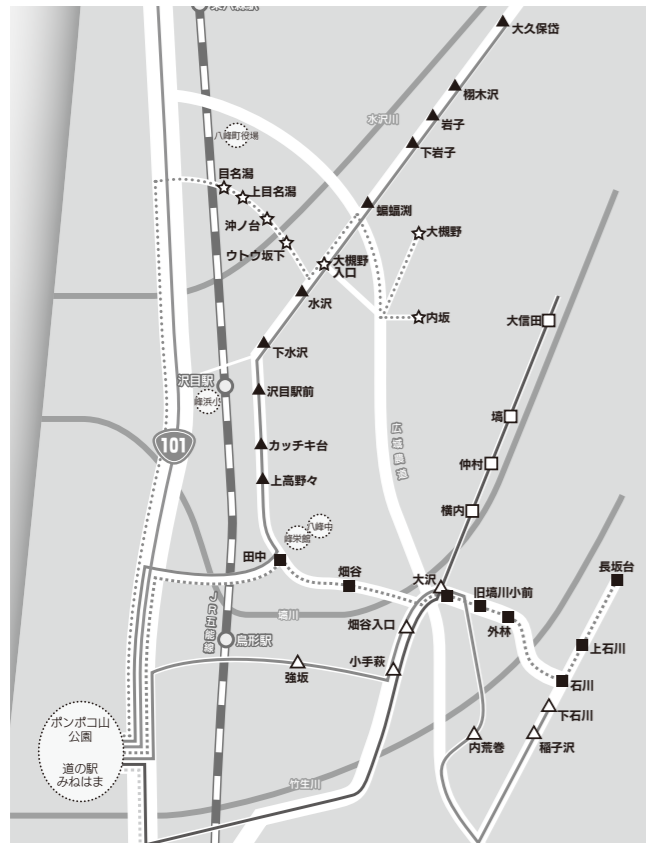 大久保岱
栩木沢
水沢川
岩子
八峰町役場
下岩子
目名潟
上目名潟
蝙蝠渕
沖ノ台
大槻野
ウトウ坂下
大槻野
入口
水沢
内坂
大信田
下水沢
沢目駅
沢目駅前
峰浜小
塙
広域農道
101
カッチキ台
仲村
上高野々
横内
八峰中
峰栄館
田中
畑谷
大沢
長坂台
旧塙川小前
JR五能線
塙川
畑谷入口
外林
鳥形駅
上石川
小手萩
強坂
石川
下石川
ポンポコ山
公園
内荒巻
稲子沢
道の駅
みねはま
竹生川